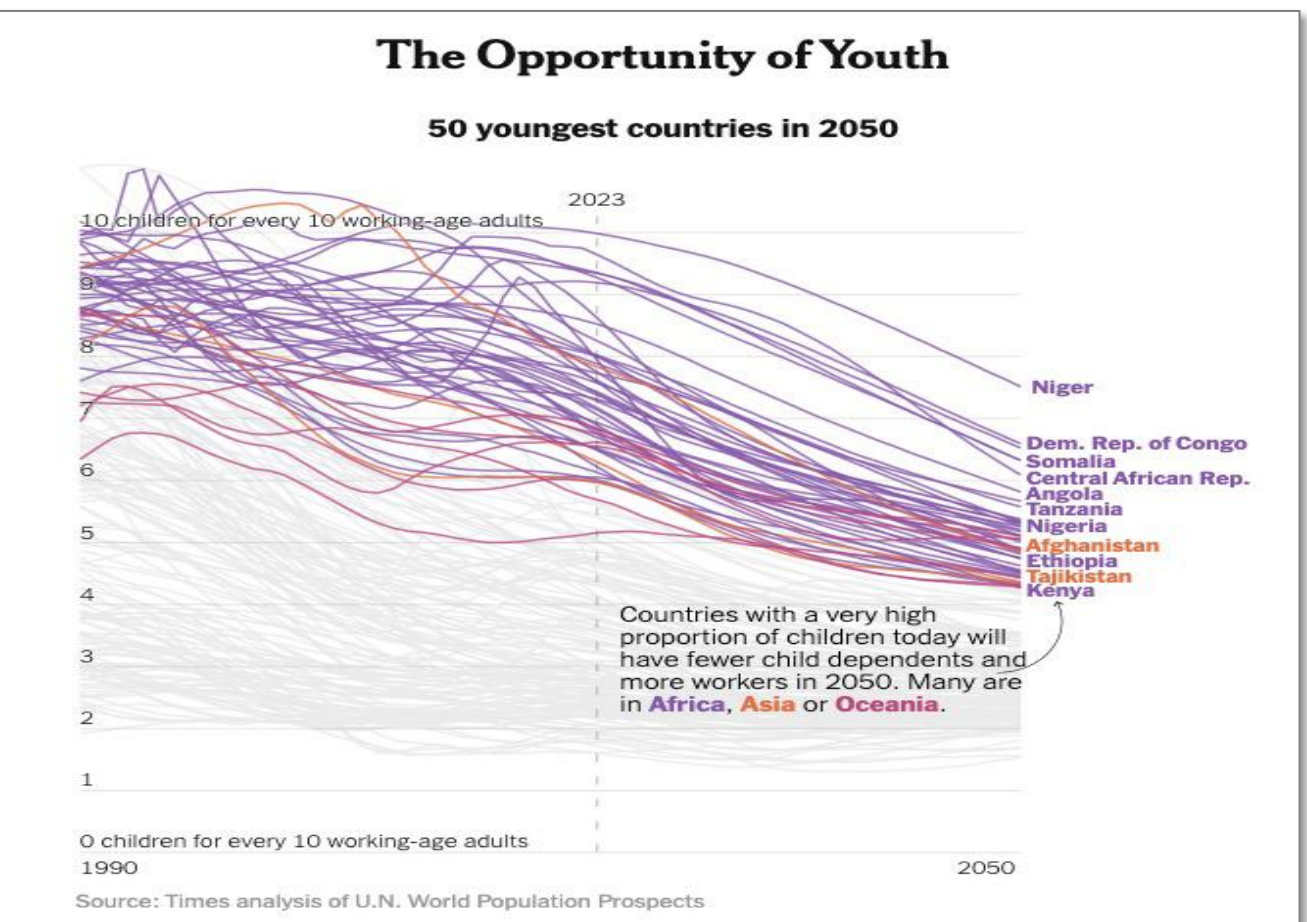 The Opportunity of Youth
50 youngest countries in 2050
2023
10 children for every 10 working-age adults
9
8
7
6
5
4
3
2
1
0 children for every 10 working-age adults
Niger
Dem. Rep. of Congo
Somalia
Central African Rep.
Angola
Tanzania
Nigeria
Afghanistan
Ethiopia
Tajikistan
Kenya
Countries with a very high
proportion of children today will
have fewer child dependents and
more workers in 2050. Many are
in Africa, Asia or Oceania.
1990
2050
Source: Times analysis of U.N. World Population Prospects